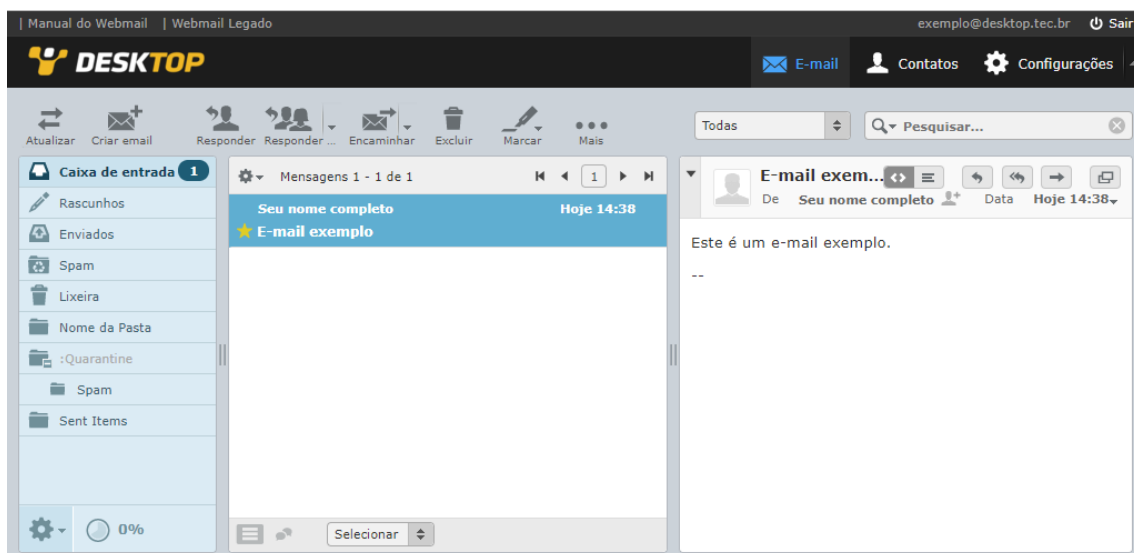 | Manual do Webmail | Webmail Legado
exemplo@desktop.tec.br Sair
DESKTOP
E-mail Contatos Configurações
Atualizar Criar email Responder Responder ... Encaminhar Excluir Marcar Mais
Todas
Pesquisar...
Caixa de entrada 1
Rascunhos
Enviados
Spam
Lixeira
Nome da Pasta
:Quarantine
Spam
Sent Items
0%
Mensagens 1 - 1 de 1
1
Seu nome completo Hoje 14:38
E-mail exemplo
Selecionar
E-mail exem...
De Seu nome completo Data Hoje 14:38
Este é um e-mail exemplo.
--